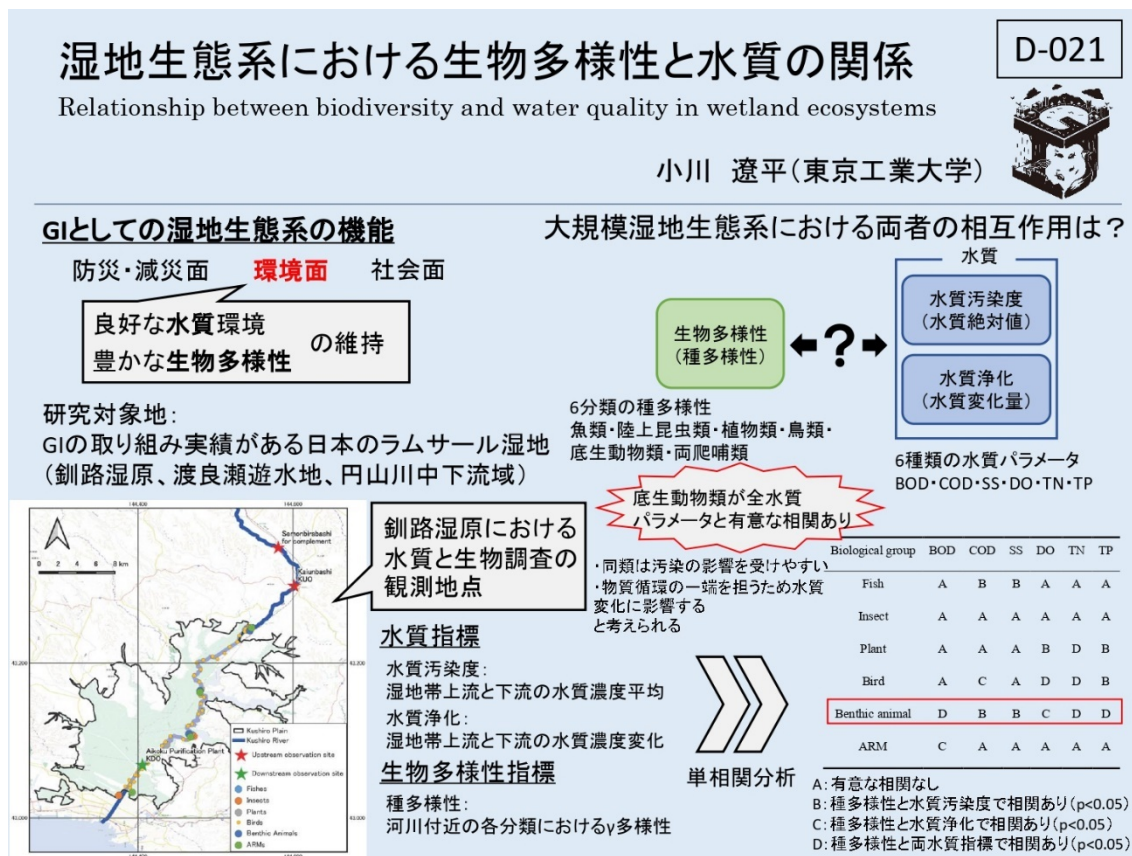 湿地生態系における生物多様性と水質の関係
D-021
Relationship between biodiversity and water quality in wetland ecosystems
小川 遼平(東京工業大学)
GIとしての湿地生態系の機能
防災・減災面 環境面 社会面
良好な水質環境
豊かな生物多様性
の維持
研究対象地:
GIの取り組み実績がある日本のラムサール湿地
(釧路湿原、渡良瀬遊水地、円山川中下流域)
大規模湿地生態系における両者の相互作用は?
水質
生物多様性
(種多様性)
?
水質汚染度
(水質絶対値)
水質浄化
(水質変化量)
6分類の種多様性
魚類・陸上昆虫類・植物類・鳥類・
底生動物類・両爬哺類
6種類の水質パラメータ
BOD・COD・SS・DO・TN・TP
底生動物類が全水質
パラメータと有意な相関あり
・同類は汚染の影響を受けやすい
・物質循環の一端を担うため水質
変化に影響する
と考えられる
釧路湿原における
水質と生物調査の
観測地点
0 2 4 6 8 km
for complement
KUO
Aikoku Purification Plant
KDO
Kushiro Plain
Kushiro River
Upstream observation site
Downstream observation site
Fishes
Insects
Plants
Birds
Benthic Animals
ARMs
水質指標
水質汚染度:
湿地帯上流と下流の水質濃度平均
水質浄化:
湿地帯上流と下流の水質濃度変化
生物多様性指標
種多様性:
河川付近の各分類におけるγ多様性
単相関分析
Biological group BOD COD SS DO TN TP
Fish A B B A A A
Insect A A A A A A
Plant A A A B D B
Bird A C A D D B
Benthic animal D B B C D D
ARM C A A A A A
A:有意な相関なし
B:種多様性と水質汚染度で相関あり(p<0.05)
C:種多様性と水質浄化で相関あり(p<0.05)
D:種多様性と両水質指標で相関あり(p<0.05)